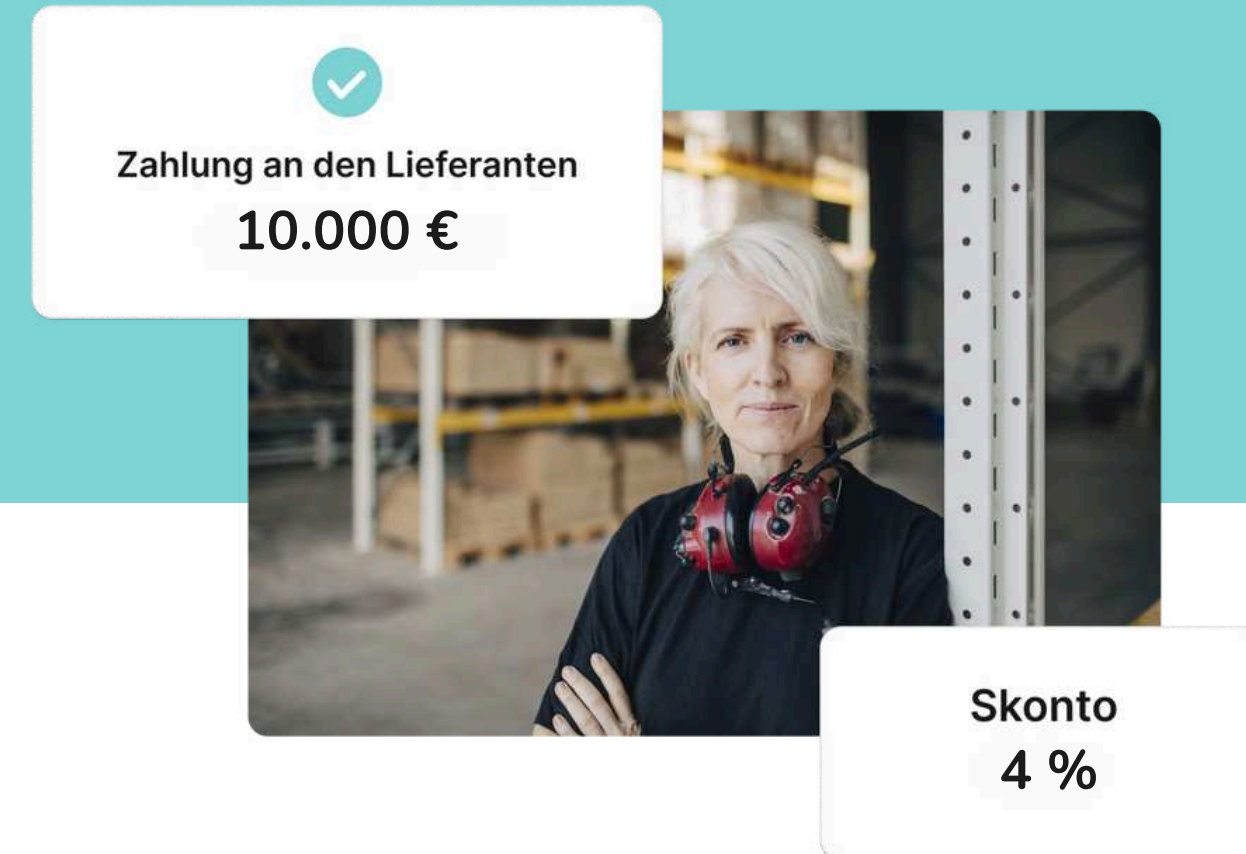 Zahlung an den Lieferanten
10.000 €
Skonto
4 %